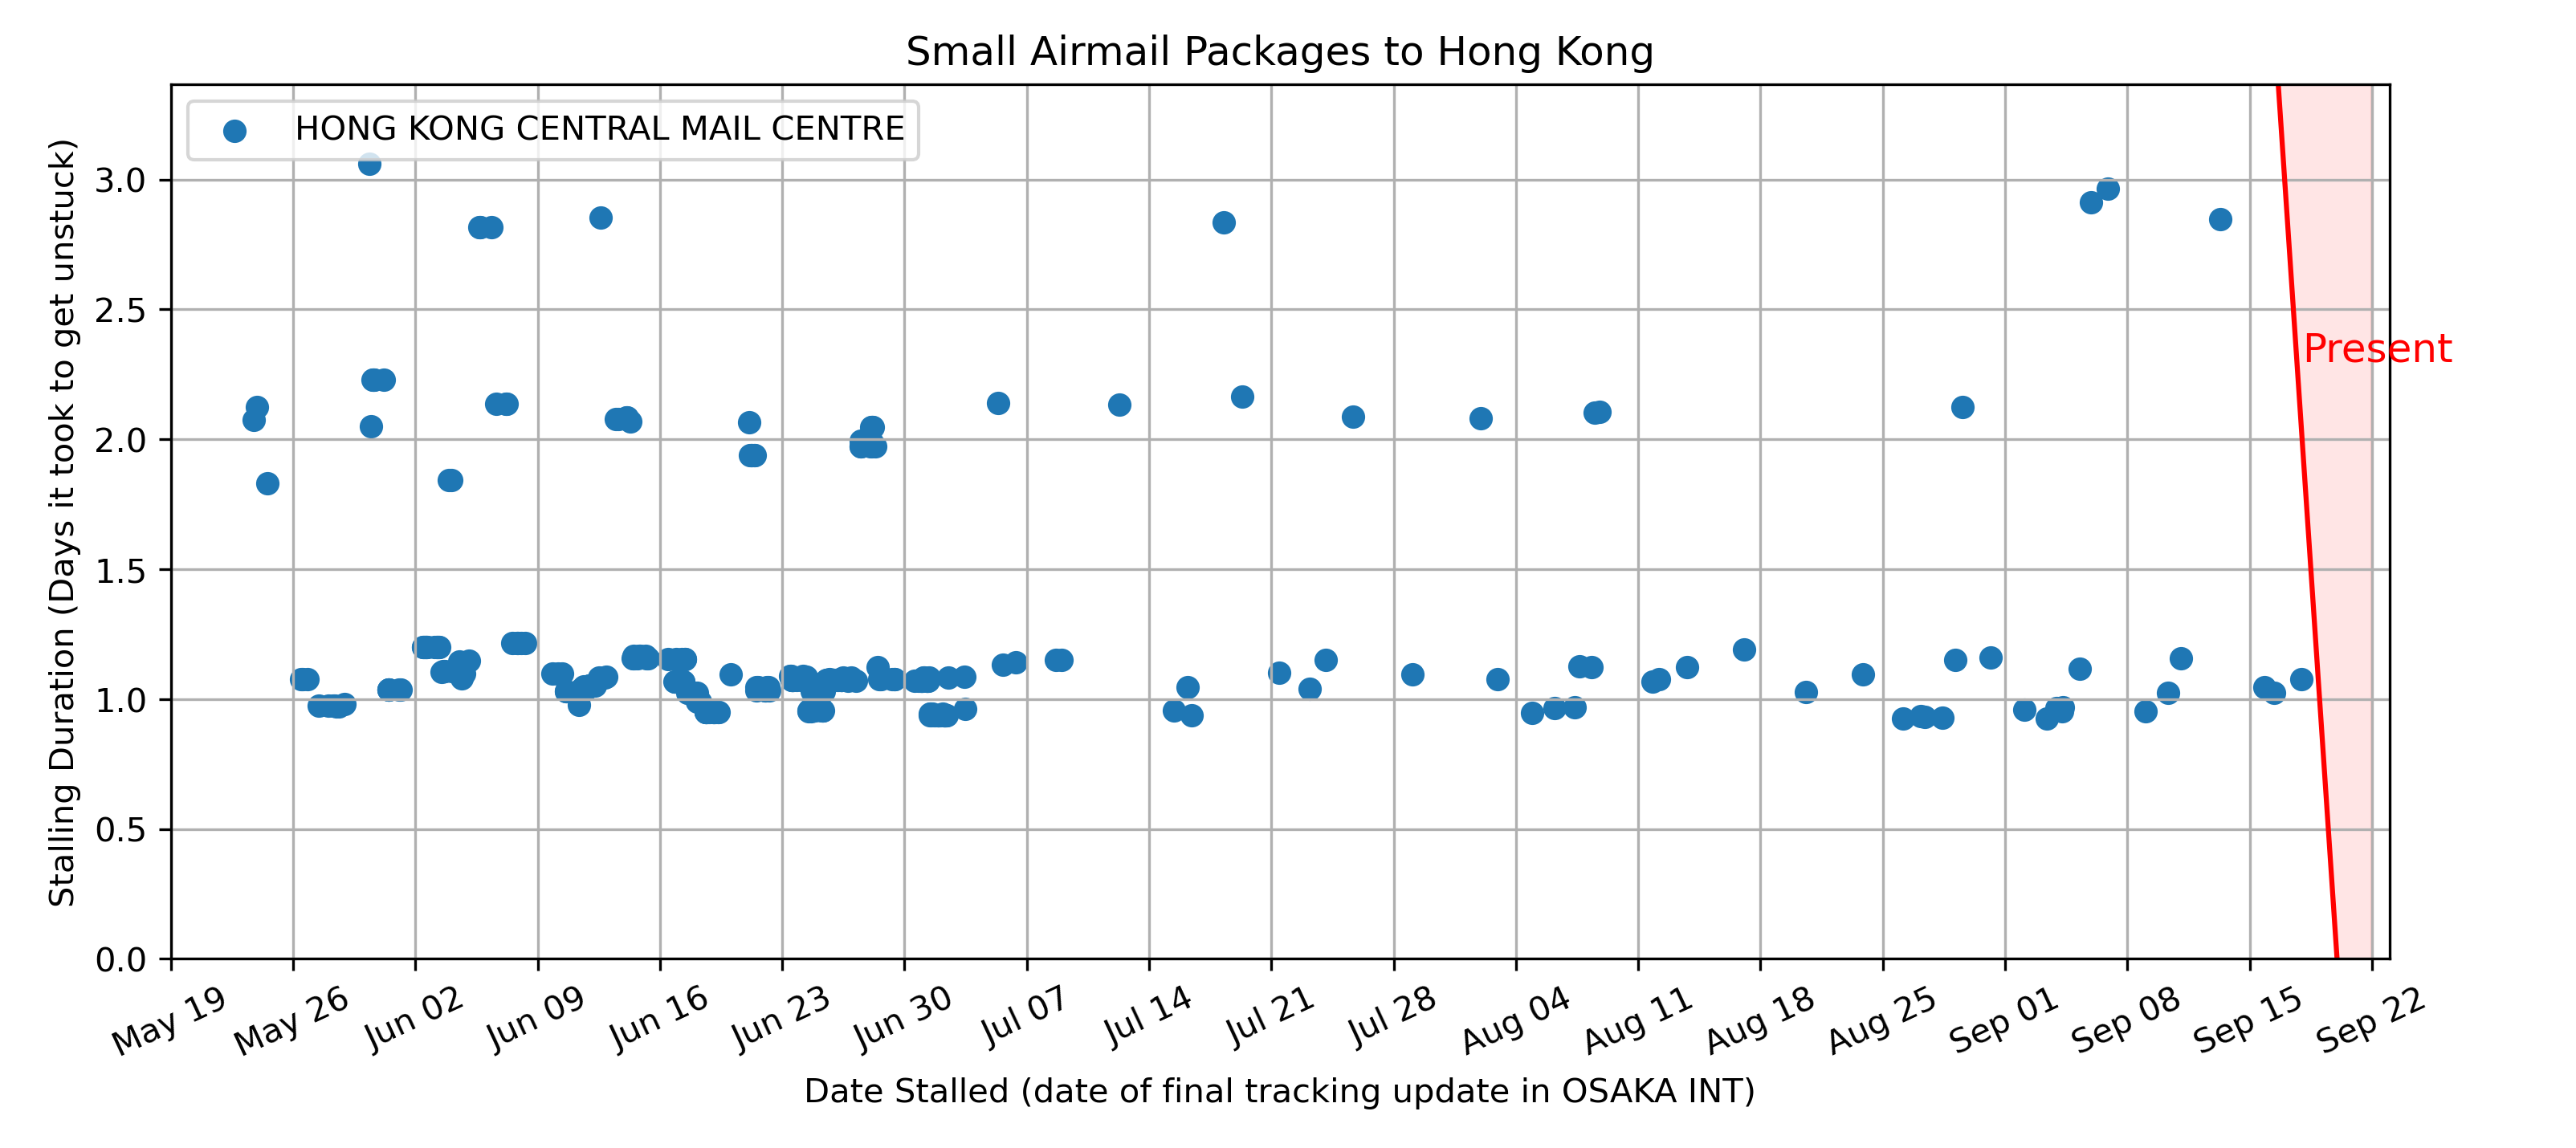 Small Airmail Packages to Hong Kong
HONG KONG CENTRAL MAIL CENTRE
Stalling Duration (Days it took to get unstuck)
3.0
2.5
2.0
1.5
1.0
0.5
0.0
Present
May 19
May 26
Jun 02
Jun 09
Jun 16
Jun 23
Jun 30
Jul 07
Jul 14
Jul 21
Jul 28
Aug 04
Aug 11
Aug 18
Aug 25
Sep 01
Sep 08
Sep 15
Sep 22
Date Stalled (date of final tracking update in OSAKA INT)